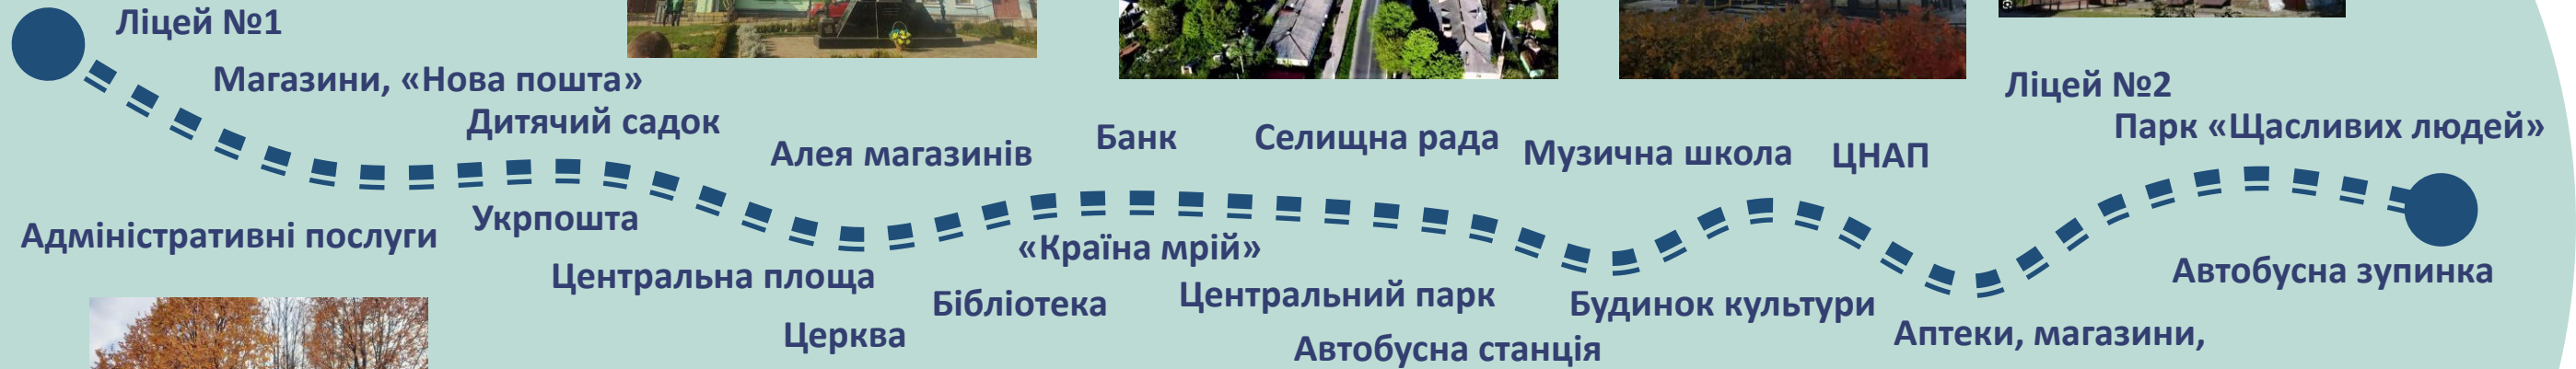 Ліцей №1
Магазини, «Нова пошта»
Дитячий садок
Алея магазинів
Банк
Селищна рада
Музична школа
ЦНАП
Ліцей №2
Парк «Щасливих людей»
Адміністративні послуги
Укрпошта
Центральна площа
Церква
Бібліотека
«Країна мрій»
Центральний парк
Автобусна станція
Будинок культури
Аптеки, магазини,
Автобусна зупинка